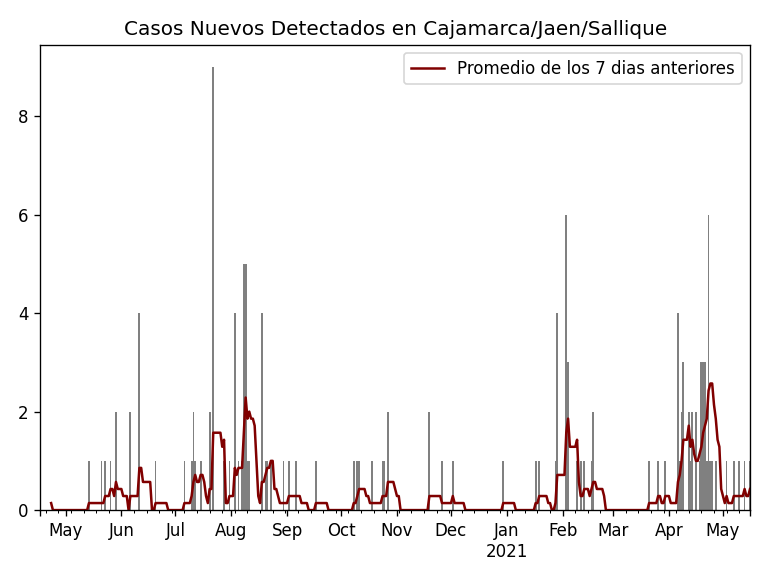 Casos Nuevos Detectados en Cajamarca/Jaen/Sallique
Promedio de los 7 dias anteriores
8
6
4
2
0
May Jun Jul Aug Sep Oct Nov Dec Jan Feb Mar Apr May
2021